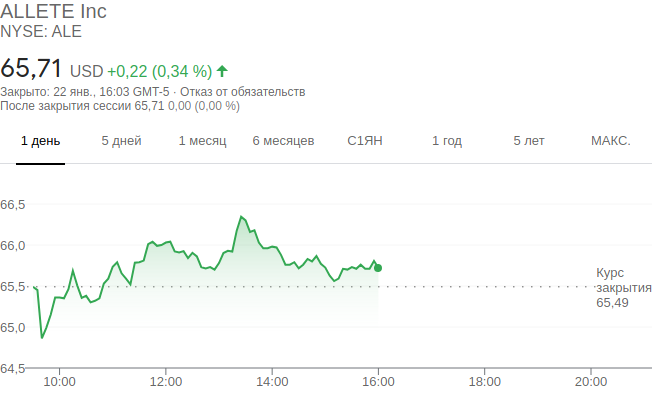 ALLETE Inc
NYSE: ALE
65,71 USD +0,22 (0,34 %)
Закрыто: 22 янв., 16:03 GMT-5 · Отказ от обязательств
После закрытия сессии 65,71 0,00 (0,00 %)
1 день 5 дней 1 месяц 6 месяцев С1ЯН 1 год 5 лет МАКС.
66,5
66,0
65,5
65,0
64,5
Курс
закрытия
65,49
10:00 12:00 14:00 16:00 18:00 20:00